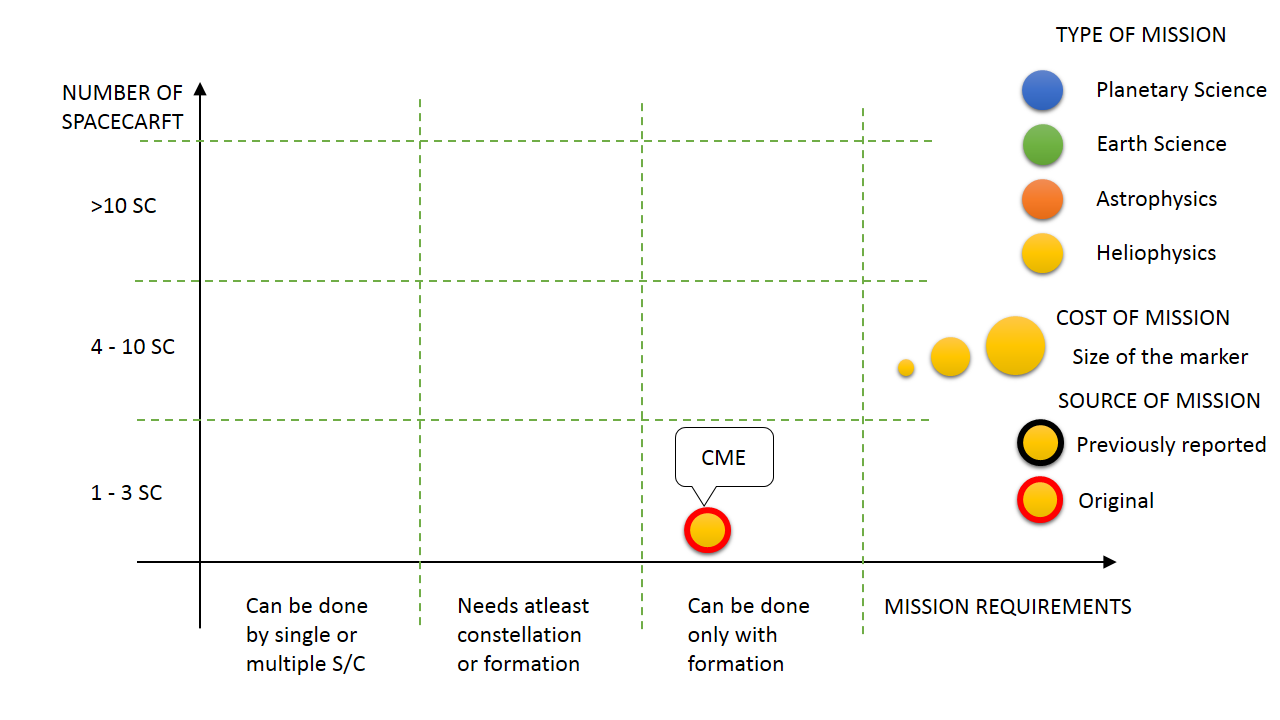 TYPE OF MISSION
NUMBER OF
SPACECARFT
Planetary Science
Earth Science
>10 SC
Astrophysics
Heliophysics
COST OF MISSION
4 - 10 SC
Size of the marker
SOURCE OF MISSION
Previously reported
CME
1 - 3 SC
Original
Can be done
by single or
multiple S/C
Needs atleast
constellation
or formation
Can be done
only with
formation
MISSION REQUIREMENTS